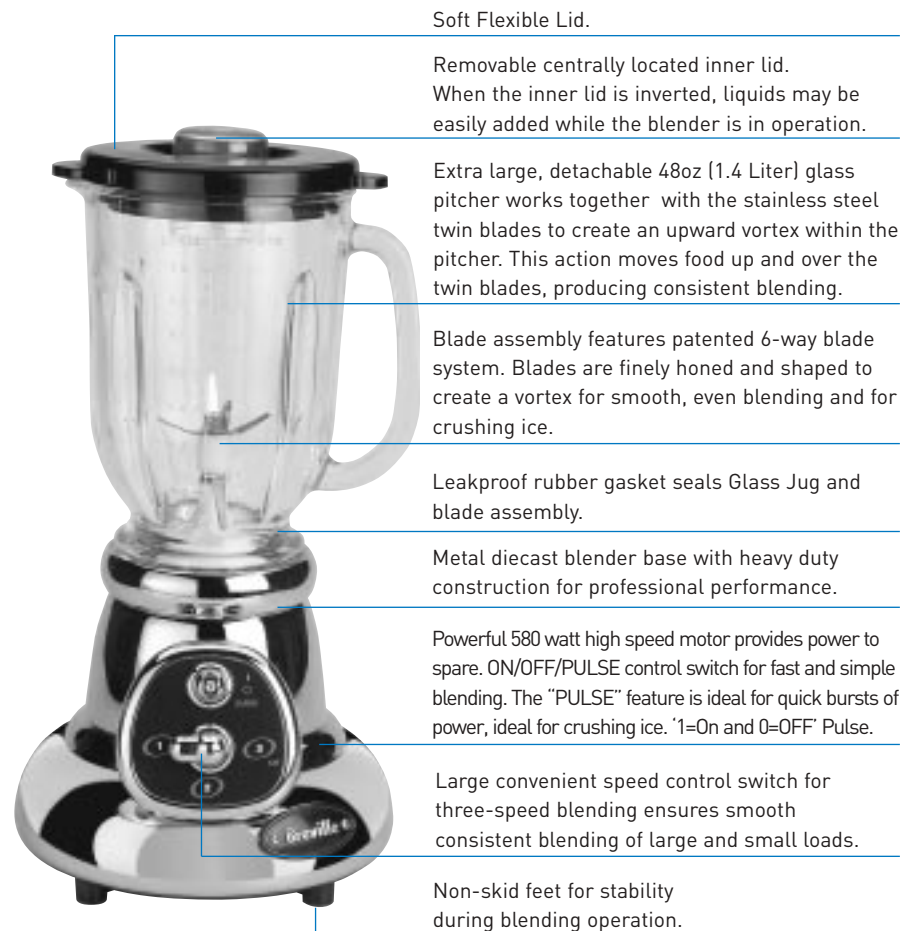 Soft Flexible Lid.
Removable centrally located inner lid.
When the inner lid is inverted, liquids may be
easily added while the blender is in operation.
Extra large, detachable 48oz (1.4 Liter) glass
pitcher works together with the stainless steel
twin blades to create an upward vortex within the
pitcher. This action moves food up and over the
twin blades, producing consistent blending.
Blade assembly features patented 6-way blade
system. Blades are finely honed and shaped to
create a vortex for smooth, even blending and for
crushing ice.
Leakproof rubber gasket seals Glass Jug and
blade assembly.
Metal diecast blender base with heavy duty
construction for professional performance.
Powerful 580 watt high speed motor provides power to
spare. ON/OFF/PULSE control switch for fast and simple
blending. The “PULSE” feature is ideal for quick bursts of
power, ideal for crushing ice. ‘1=On and 0=OFF’ Pulse.
1
Large convenient speed control switch for
three-speed blending ensures smooth
consistent blending of large and small loads.
Breville
Non-skid feet for stability
during blending operation.